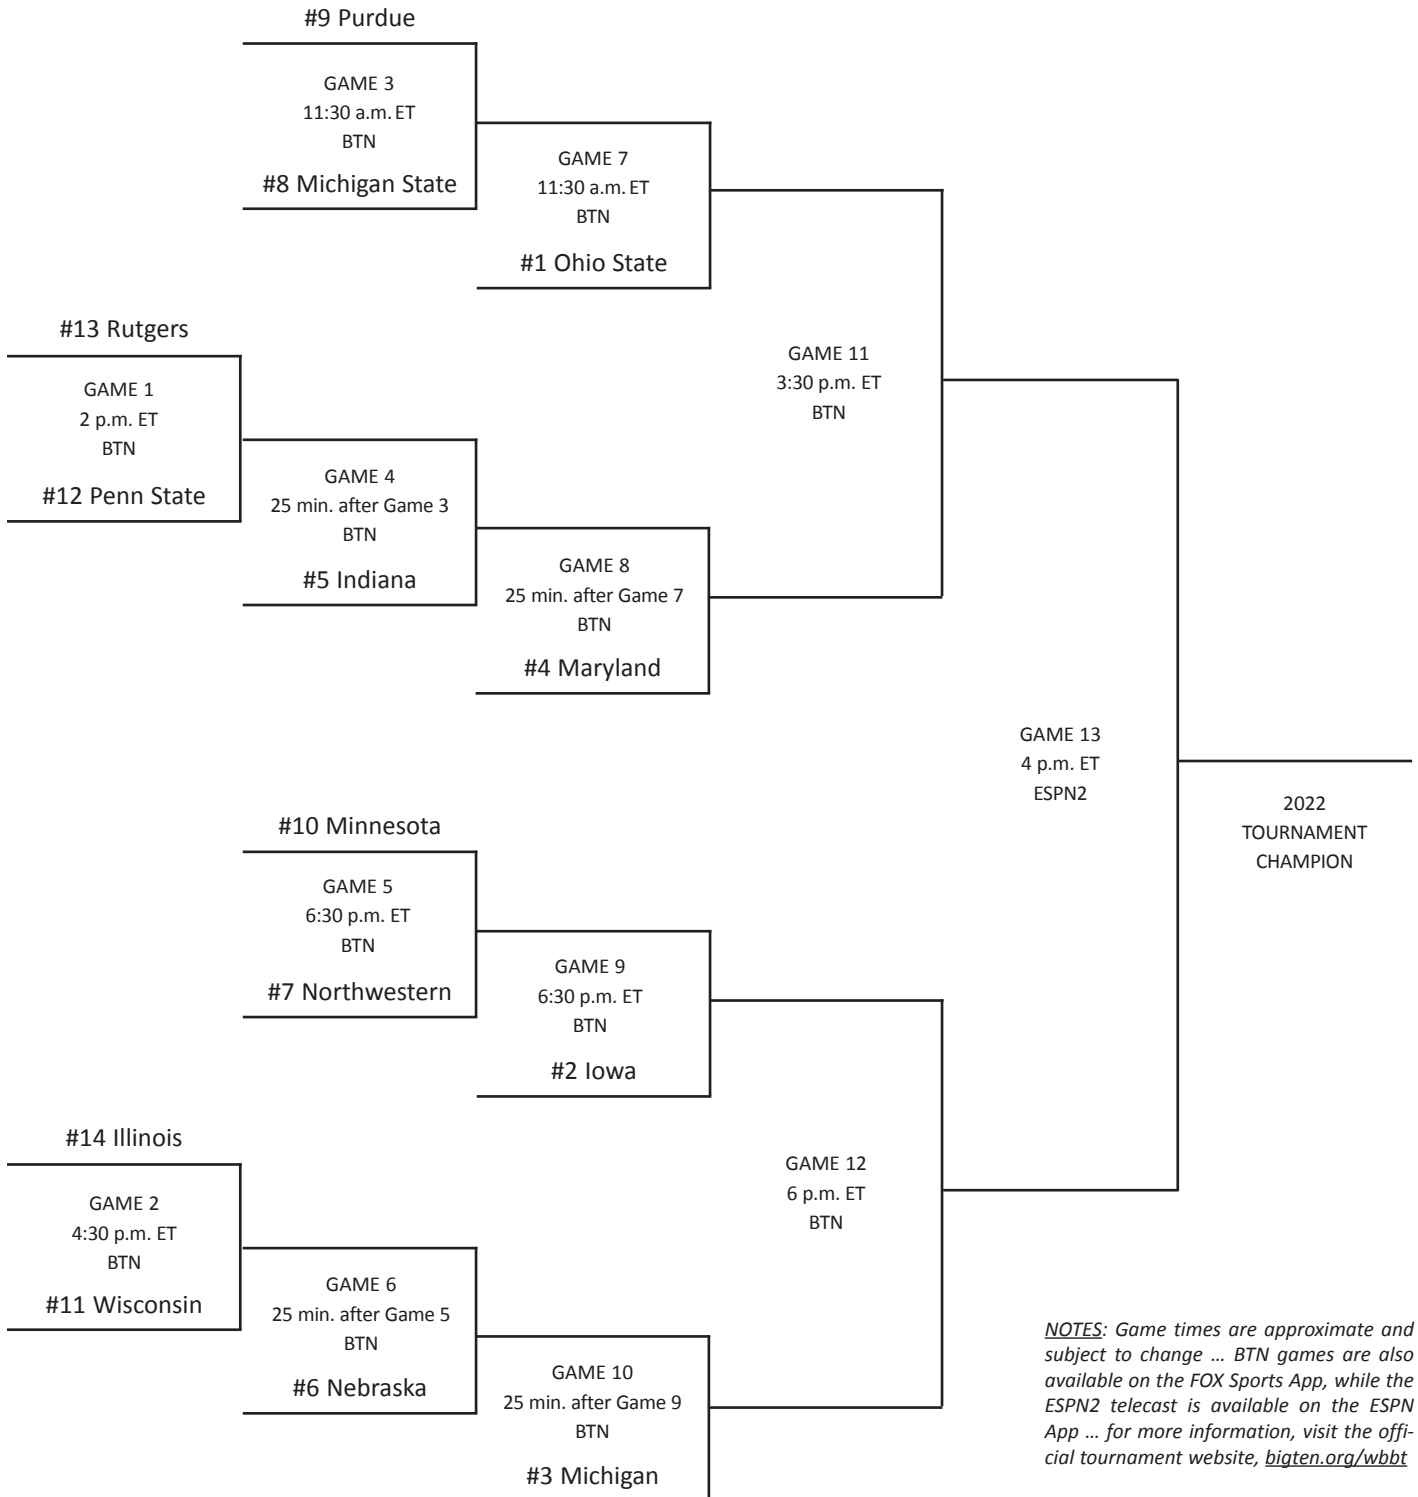 #9 Purdue
GAME 3
11:30 a.m. ET
BTN
#8 Michigan State
GAME 7
11:30 a.m. ET
BTN
#1 Ohio State
#13 Rutgers
GAME 1
2 p.m. ET
BTN
#12 Penn State
GAME 4
25 min. after Game 3
BTN
#5 Indiana
GAME 8
25 min. after Game 7
BTN
#4 Maryland
GAME 11
3:30 p.m. ET
BTN
GAME 13
4 p.m. ET
ESPN2
2022
TOURNAMENT
CHAMPION
#10 Minnesota
GAME 5
6:30 p.m. ET
BTN
#7 Northwestern
GAME 9
6:30 p.m. ET
BTN
#2 Iowa
#14 Illinois
GAME 2
4:30 p.m. ET
BTN
#11 Wisconsin
GAME 6
25 min. after Game 5
BTN
#6 Nebraska
GAME 10
25 min. after Game 9
BTN
#3 Michigan
GAME 12
6 p.m. ET
BTN
NOTES: Game times are approximate and
subject to change ... BTN games are also
available on the FOX Sports App, while the
ESPN2 telecast is available on the ESPN
App ... for more information, visit the offi-
cial tournament website, bigten.org/wbbt